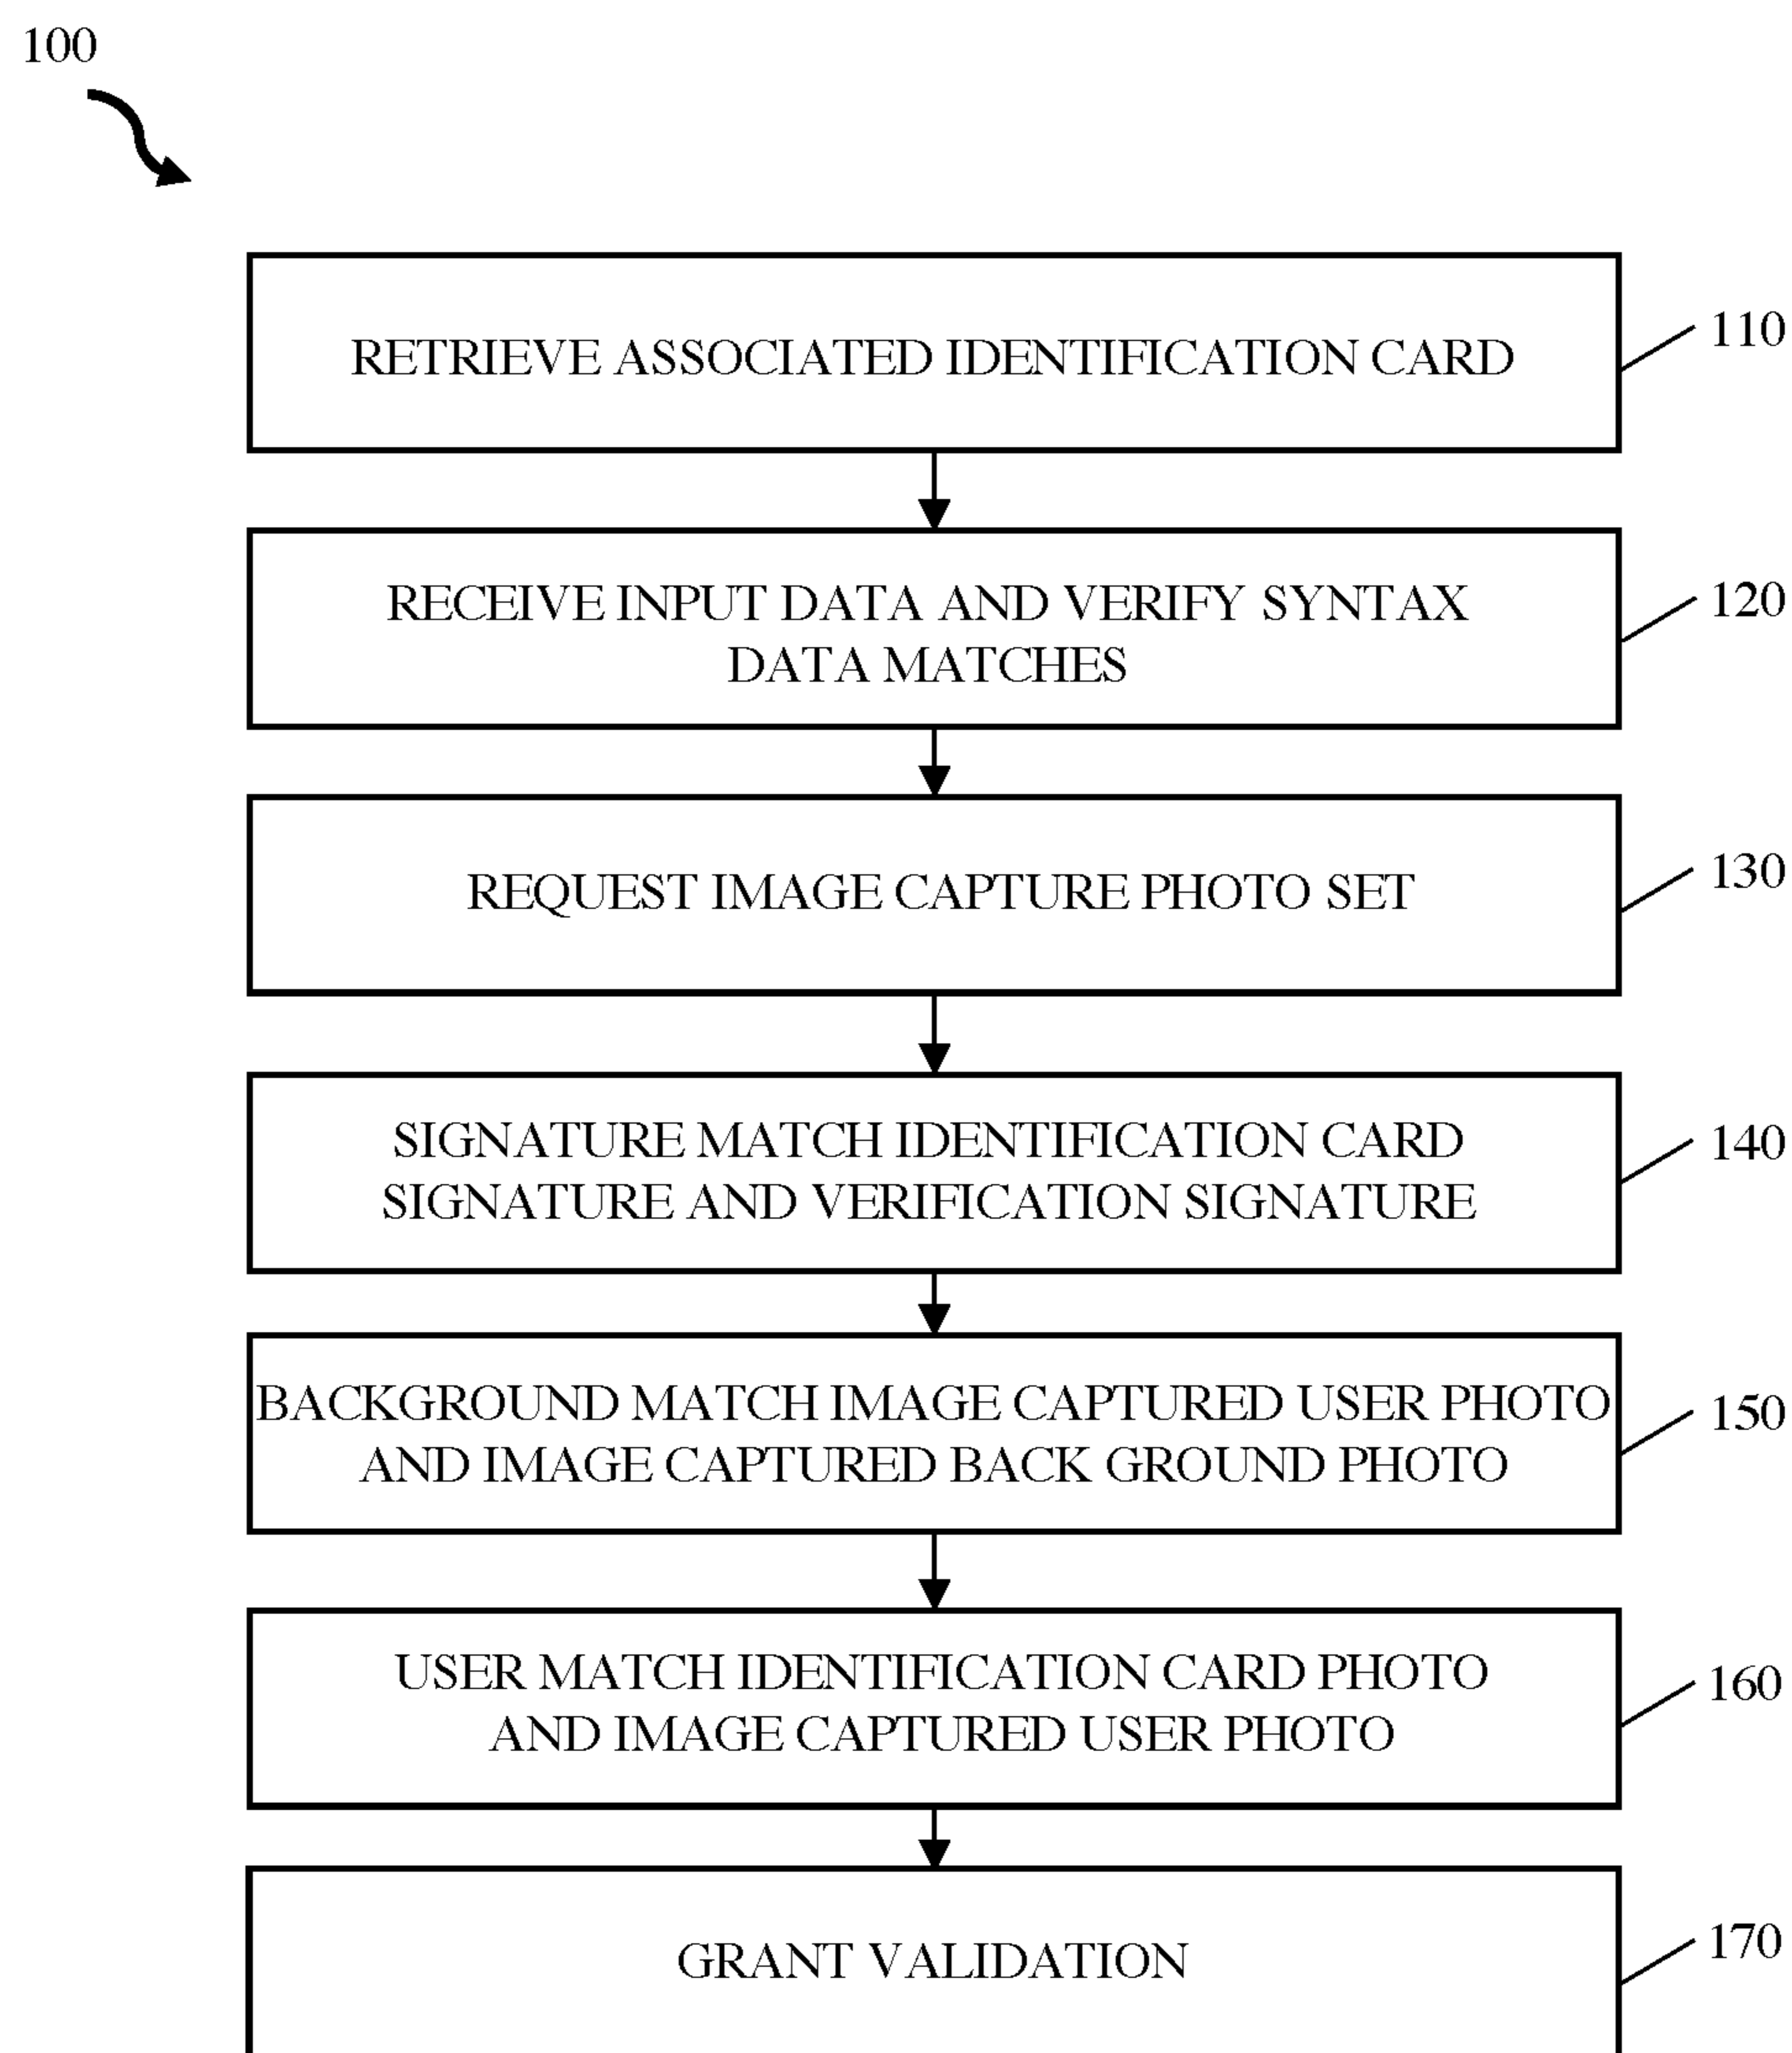 100
RETRIEVE ASSOCIATED IDENTIFICATION CARD
110
RECEIVE INPUT DATA AND VERIFY SYNTAX
DATA MATCHES
120
REQUEST IMAGE CAPTURE PHOTO SET
130
SIGNATURE MATCH IDENTIFICATION CARD
SIGNATURE AND VERIFICATION SIGNATURE
140
BACKGROUND MATCH IMAGE CAPTURED USER PHOTO
AND IMAGE CAPTURED BACK GROUND PHOTO
150
USER MATCH IDENTIFICATION CARD PHOTO
AND IMAGE CAPTURED USER PHOTO
160
GRANT VALIDATION
170